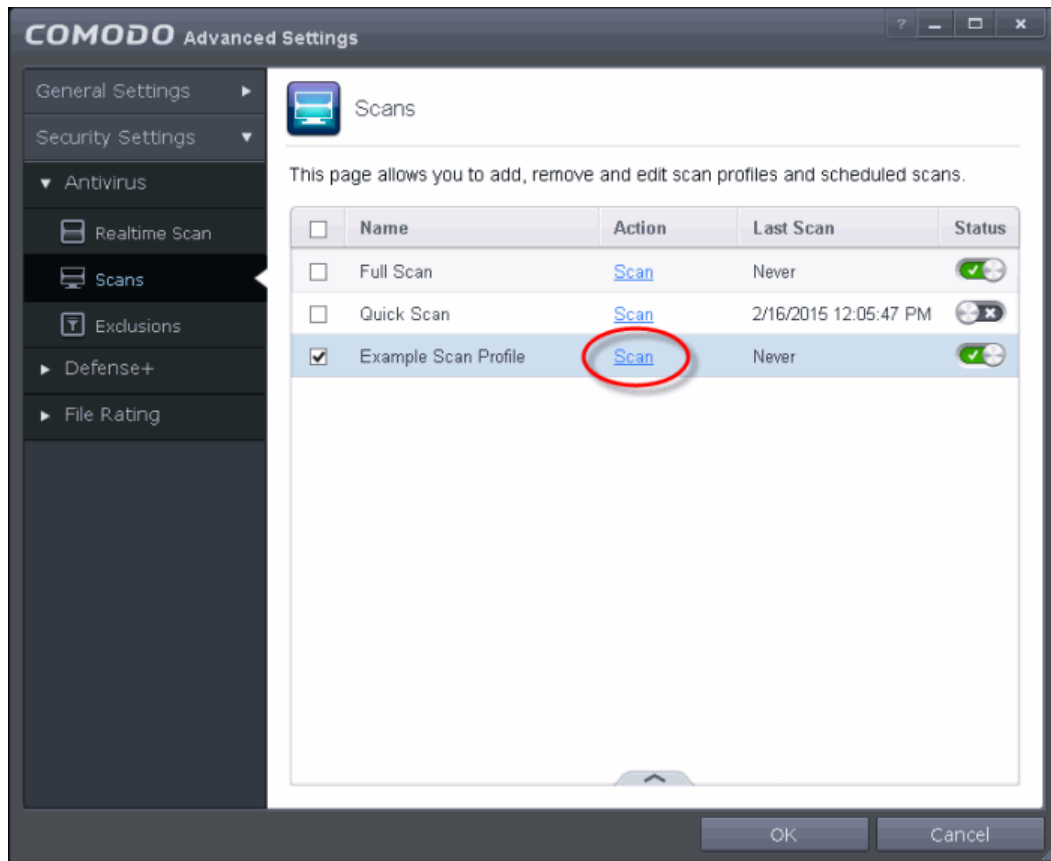 COMODO Advanced Settings
?
General Settings
Security Settings
Antivirus
Realtime Scan
Scans
Exclusions
Defense+
File Rating
Scans
This page allows you to add, remove and edit scan profiles and scheduled scans.
Name Action Last Scan Status
Full Scan Scan Never
Quick Scan Scan 2/16/2015 12:05:47 PM
Example Scan Profile Scan Never
OK Cancel